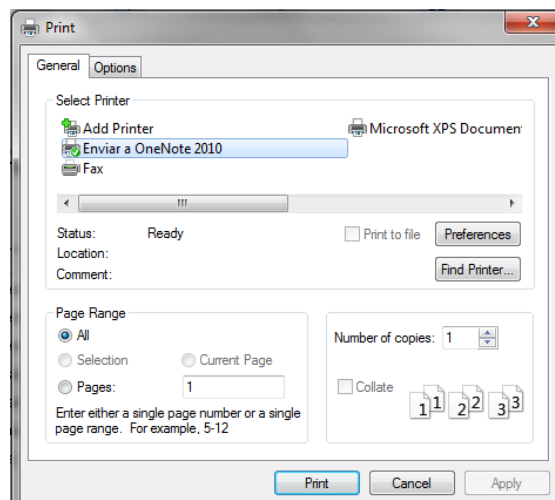 Print
General
Options
Select Printer
Add Printer
Microsoft XPS Documen
Enviar a OneNote 2010
Fax
Status: Ready
Print to file
Preferences
Location:
Comment:
Find Printer...
Page Range
All
Selection
Current Page
Pages: 1
Enter either a single page number or a single
page range. For example, 5-12
Number of copies: 1
Collate
1 1 2 2 3 3
Print
Cancel
Apply